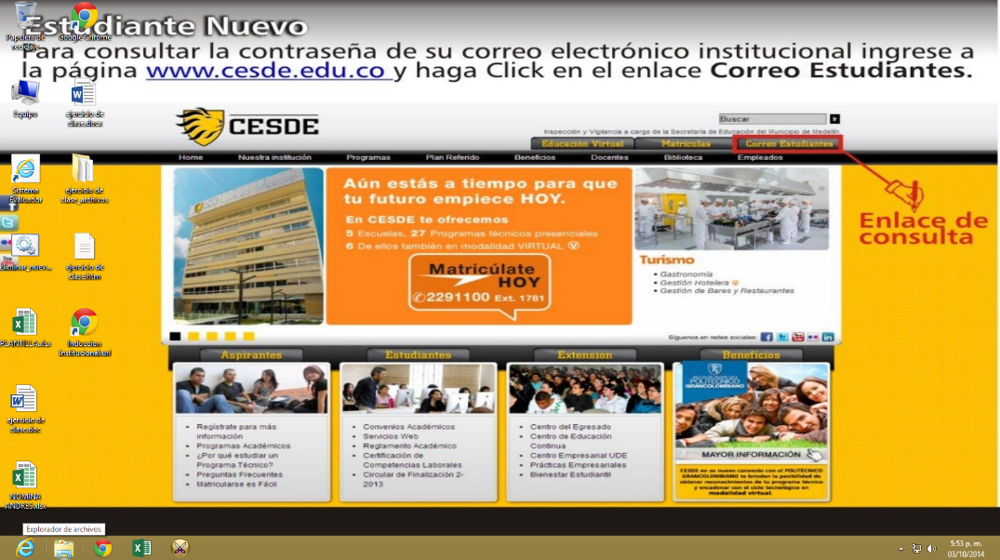 Estudiante Nuevo
Para consultar la contraseña de su correo electrónico institucional ingrese a
la página www.cesde.edu.co y haga Click en el enlace Correo Estudiantes.
Papelera de
reciclaje
Google Chrome
Equipo
ejercicio de
clase.docx
Sistema
Evaluador
ejercicio de
clase_archivos
eliminar_nuev...
ejercicio de
clase.htm
PLANTILLA.xlsx
Induccion
Institucional.url
ejercicio de
clase.doc
NOMINA
ANDRES.xlsx
CESDE
Buscar
Ir
Inspección y Vigilancia a cargo de la Secretaría de Educación del Municipio de Medellín.
Educación Virtual
Matrículas
Correo Estudiantes
Home
Nuestra institución
Programas
Plan Referido
Beneficios
Docentes
Biblioteca
Empleados
Enlace de
consulta
Aún estás a tiempo para que
tu futuro empiece HOY.
En CESDE te ofrecemos
5 Escuelas, 27 Programas técnicos presenciales
6 De ellos también en modalidad VIRTUAL
Matricúlate
HOY
2291100 Ext. 1781
Turismo
• Gastronomía
• Gestión Hotelera
• Gestión de Bares y Restaurantes
Síguenos en redes sociales:
Aspirantes
• Regístrate para más
información
• Programas Académicos
• ¿Por qué estudiar un
Programa Técnico?
• Preguntas Frecuentes
• Matricularse es Fácil
Estudiantes
• Convenios Académicos
• Servicios Web
• Reglamento Académico
• Certificación de
Competencias Laborales
• Circular de Finalización 2-
2013
Extensión
• Centro del Egresado
• Centro de Educación
Continua
• Centro Empresarial UDE
• Prácticas Empresariales
• Bienestar Estudiantil
Beneficios
POLITÉCNICO
GRANCOLOMBIANO
MAYOR INFORMACIÓN
CESDE en su nuevo convenio con el POLITÉCNICO
GRANCOLOMBIANO te brindan la posibilidad de
obtener reconocimientos de tu programa técnico
y encadenar con el ciclo tecnológico en
modalidad virtual.
Explorador de archivos
5:53 p. m.
03/10/2014